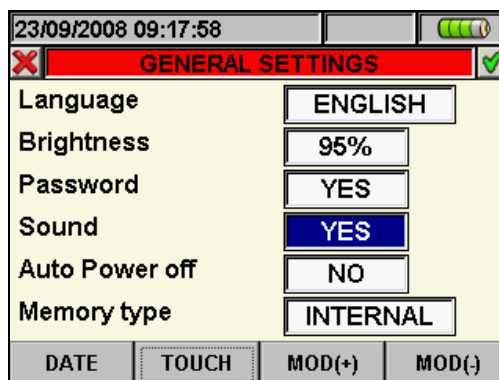 23/09/2008 09:17:58
GENERAL SETTINGS
Language ENGLISH
Brightness 95%
Password YES
Sound YES
Auto Power off NO
Memory type INTERNAL
DATE TOUCH MOD(+) MOD(-)